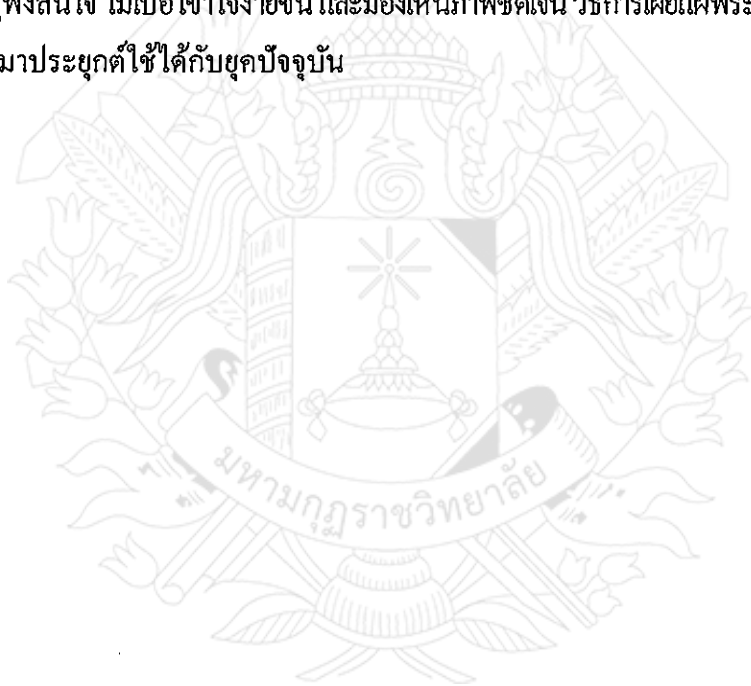 ฟังสนใจ ไม่เบื่อ เข้าใจง่ายขึ้น และมองเห็นภาพชัดเจน วิธีการเผยแผ่พระ
มาประยุกต์ใช้ได้กับยุคปัจจุบัน
มหามกุฏราชวิทยาลัย